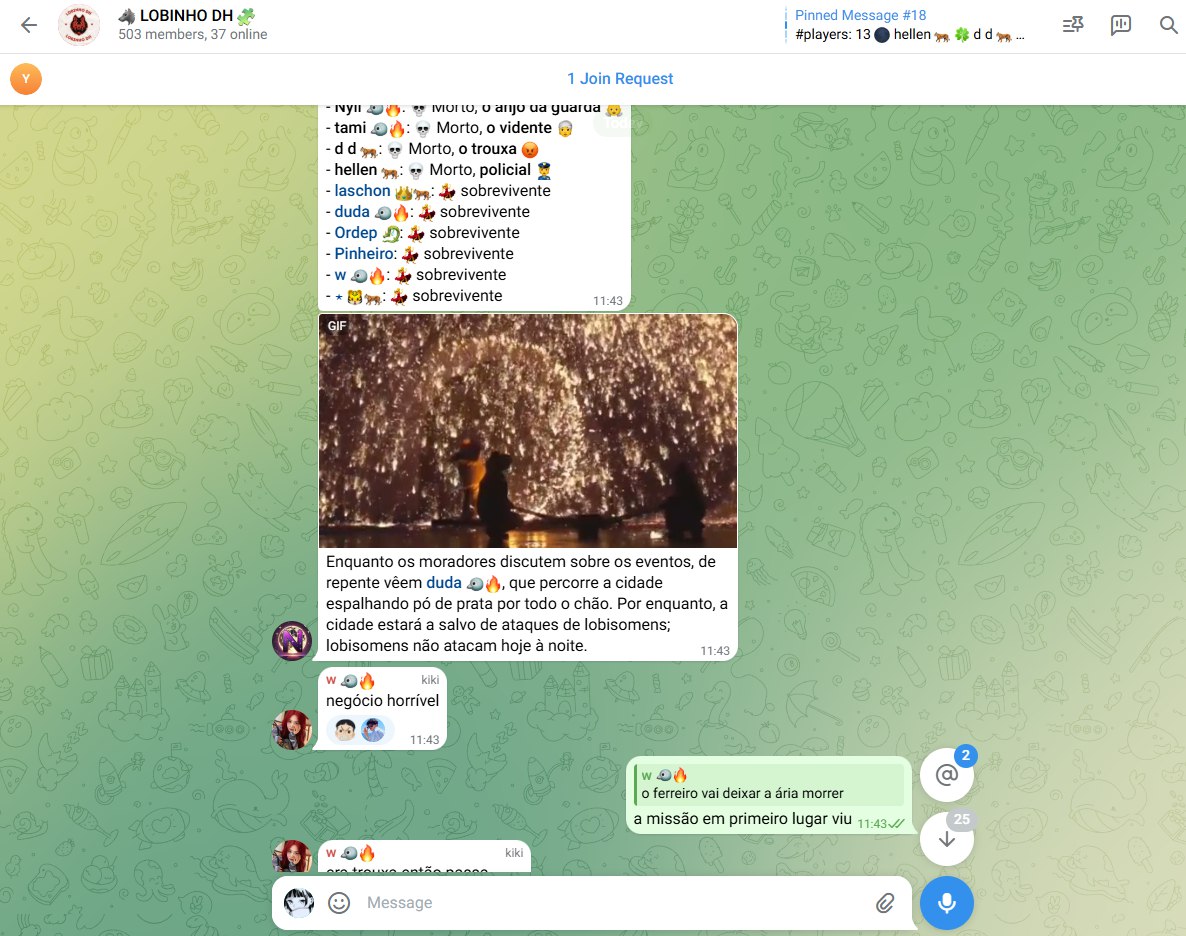 🐺 LOBINHO DH 🧩
503 members, 37 online
Pinned Message #18
#players: 13 🌑 hellen 🐅 🍀 d d 🐅 ...
Y
1 Join Request
- Nyll 🐦🔥: 💀 Morto, o anjo da guarda 👼
- tami 🐦🔥: 💀 Morto, o vidente 👳
- d d 🐅: 💀 Morto, o trouxa 😡
- hellen 🐅: 💀 Morto, policial 👮
- laschon 👑🐅: 💃 sobrevivente
- duda 🐦🔥: 💃 sobrevivente
- Ordep 🐉: 💃 sobrevivente
- Pinheiro: 💃 sobrevivente
- w 🐦🔥: 💃 sobrevivente
- ⋆ 🐯🐅: 💃 sobrevivente
11:43
GIF
Enquanto os moradores discutem sobre os eventos, de
repente vêem duda 🐦🔥, que percorre a cidade
espalhando pó de prata por todo o chão. Por enquanto, a
cidade estará a salvo de ataques de lobisomens;
lobisomens não atacam hoje à noite.
11:43
N
w 🐦🔥 kiki
negócio horrível
11:43
w 🐦🔥
o ferreiro vai deixar a ária morrer
a missão em primeiro lugar viu 11:43
2
25
w 🐦🔥 kiki
era trouxa então
Message